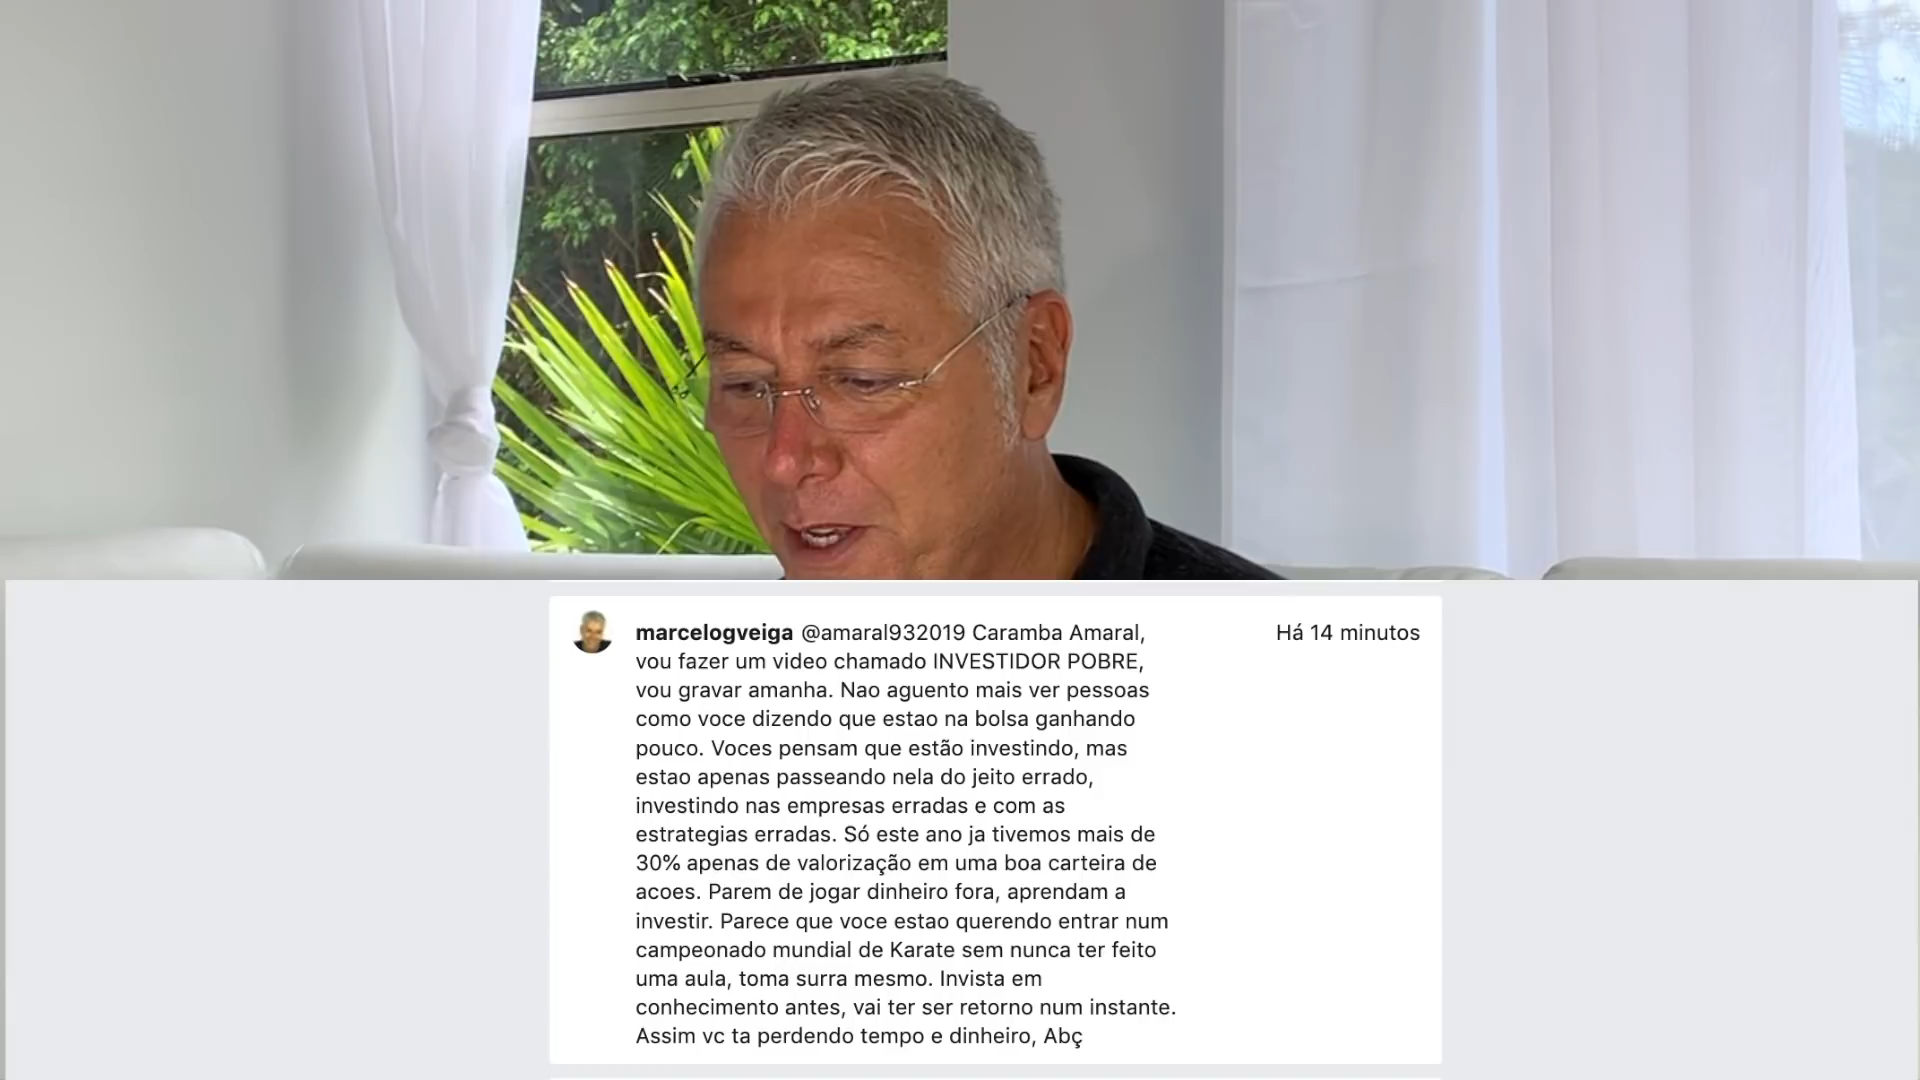 marcelogveiga @amaral932019 Caramba Amaral, Há 14 minutos
vou fazer um video chamado INVESTIDOR POBRE,
vou gravar amanha. Nao aguento mais ver pessoas
como voce dizendo que estao na bolsa ganhando
pouco. Voces pensam que estão investindo, mas
estao apenas passeando nela do jeito errado,
investindo nas empresas erradas e com as
estrategias erradas. Só este ano ja tivemos mais de
30% apenas de valorização em uma boa carteira de
acoes. Parem de jogar dinheiro fora, aprendam a
investir. Parece que voce estao querendo entrar num
campeonado mundial de Karate sem nunca ter feito
uma aula, toma surra mesmo. Invista em
conhecimento antes, vai ter ser retorno num instante.
Assim vc ta perdendo tempo e dinheiro, Abç